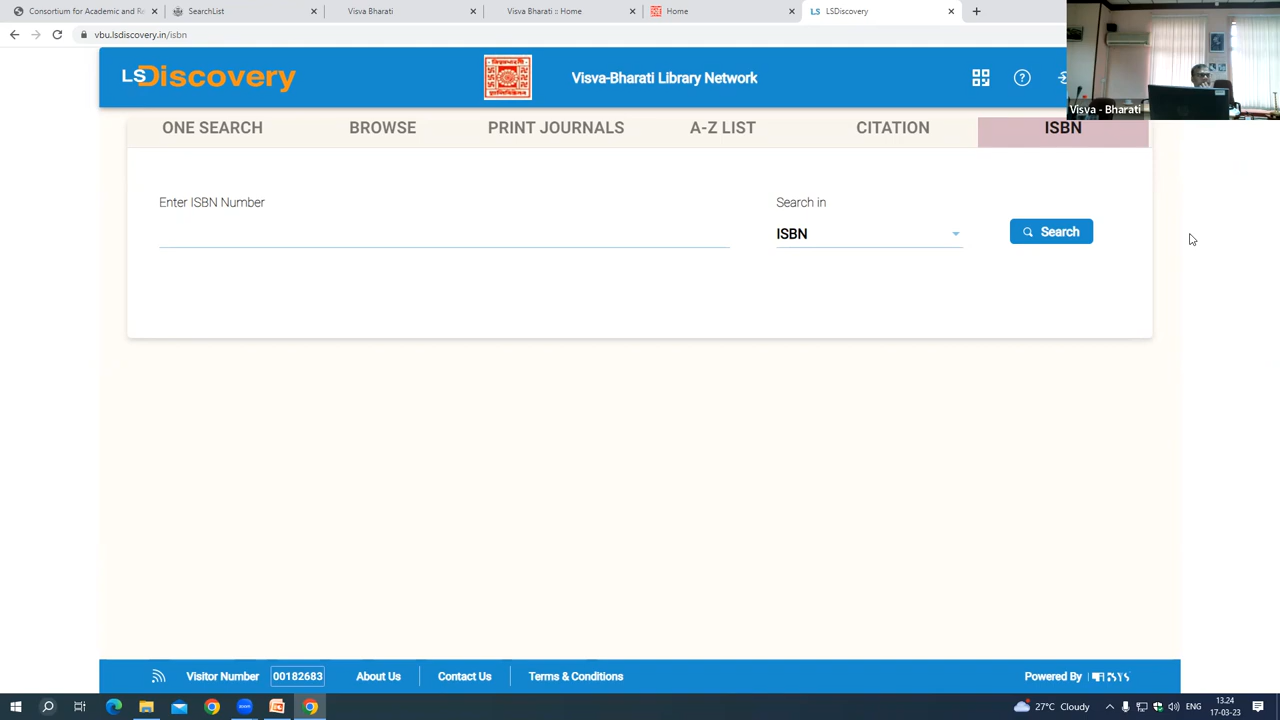 Consortium for Academic and Re
SearchList
Visva Bharati
Visva Bharati :: Home
Home
LS
LSDiscovery
vbu.lsdiscovery.in/isbn
LSDiscovery
Visva-Bharati Library Network
Visva - Bharati
ONE SEARCH
BROWSE
PRINT JOURNALS
A-Z LIST
CITATION
ISBN
Enter ISBN Number
Search in
ISBN
Search
Visitor Number
00182683
About Us
Contact Us
Terms & Conditions
Powered By
27°C Cloudy
ENG
13.24
17-03-23